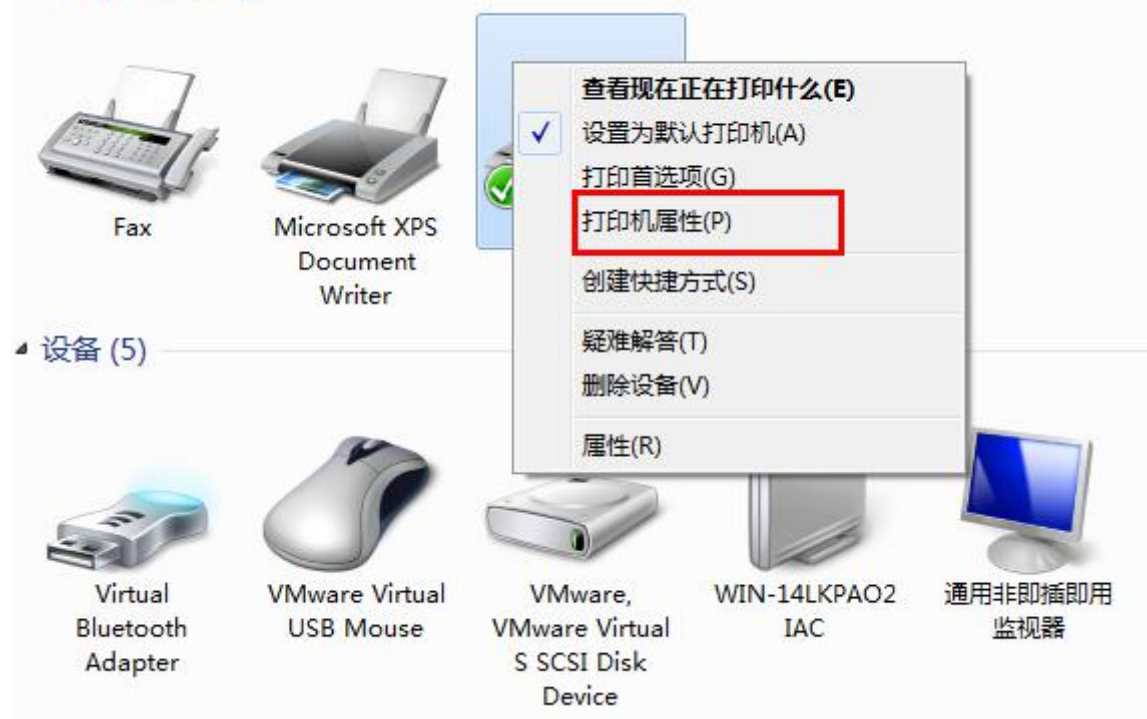 Fax
Microsoft XPS
Document
Writer
查看现在正在打印什么(E)
设置为默认打印机(A)
打印首选项(G)
打印机属性(P)
创建快捷方式(S)
疑难解答(T)
删除设备(V)
属性(R)
设备 (5)
Virtual
Bluetooth
Adapter
VMware Virtual
USB Mouse
VMware,
VMware Virtual
S SCSI Disk
Device
WIN-14LKPAO2
IAC
通用非即插即用
监视器